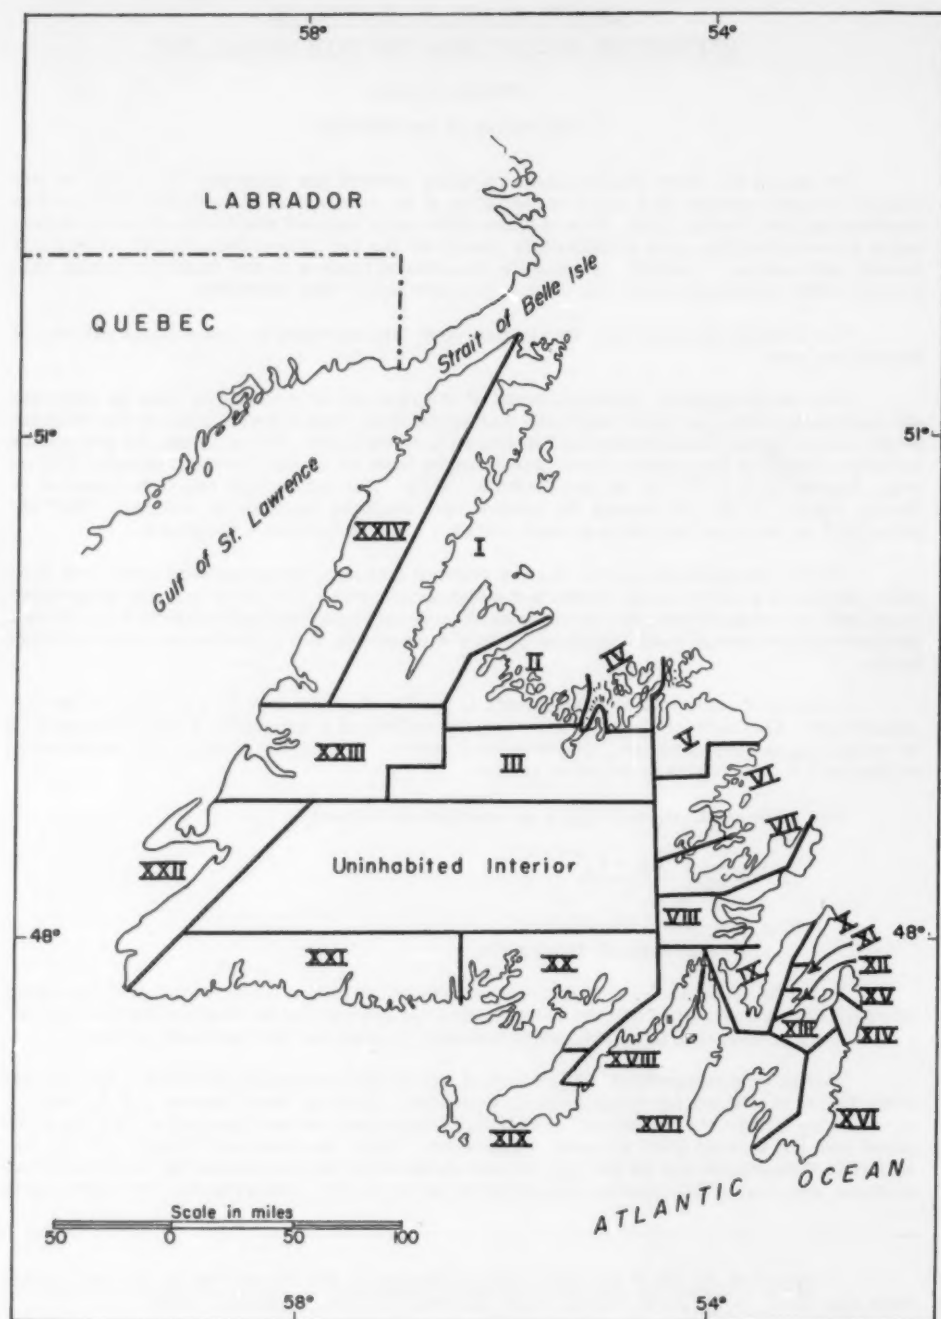 58° 54°
LABRADOR
QUEBEC
Strait of Belle Isle
51° 51°
Gulf of St. Lawrence
XXIV
I
II
IV
V
XXIII
III
VI
VII
XXII
Uninhabited Interior
VIII
48° 48°
XXI
XX
IX
X
XI
XII
XV
XIII
XIV
XVIII
XIX
XVII
XVI
ATLANTIC OCEAN
Scale in miles
50 0 50 100
58° 54°